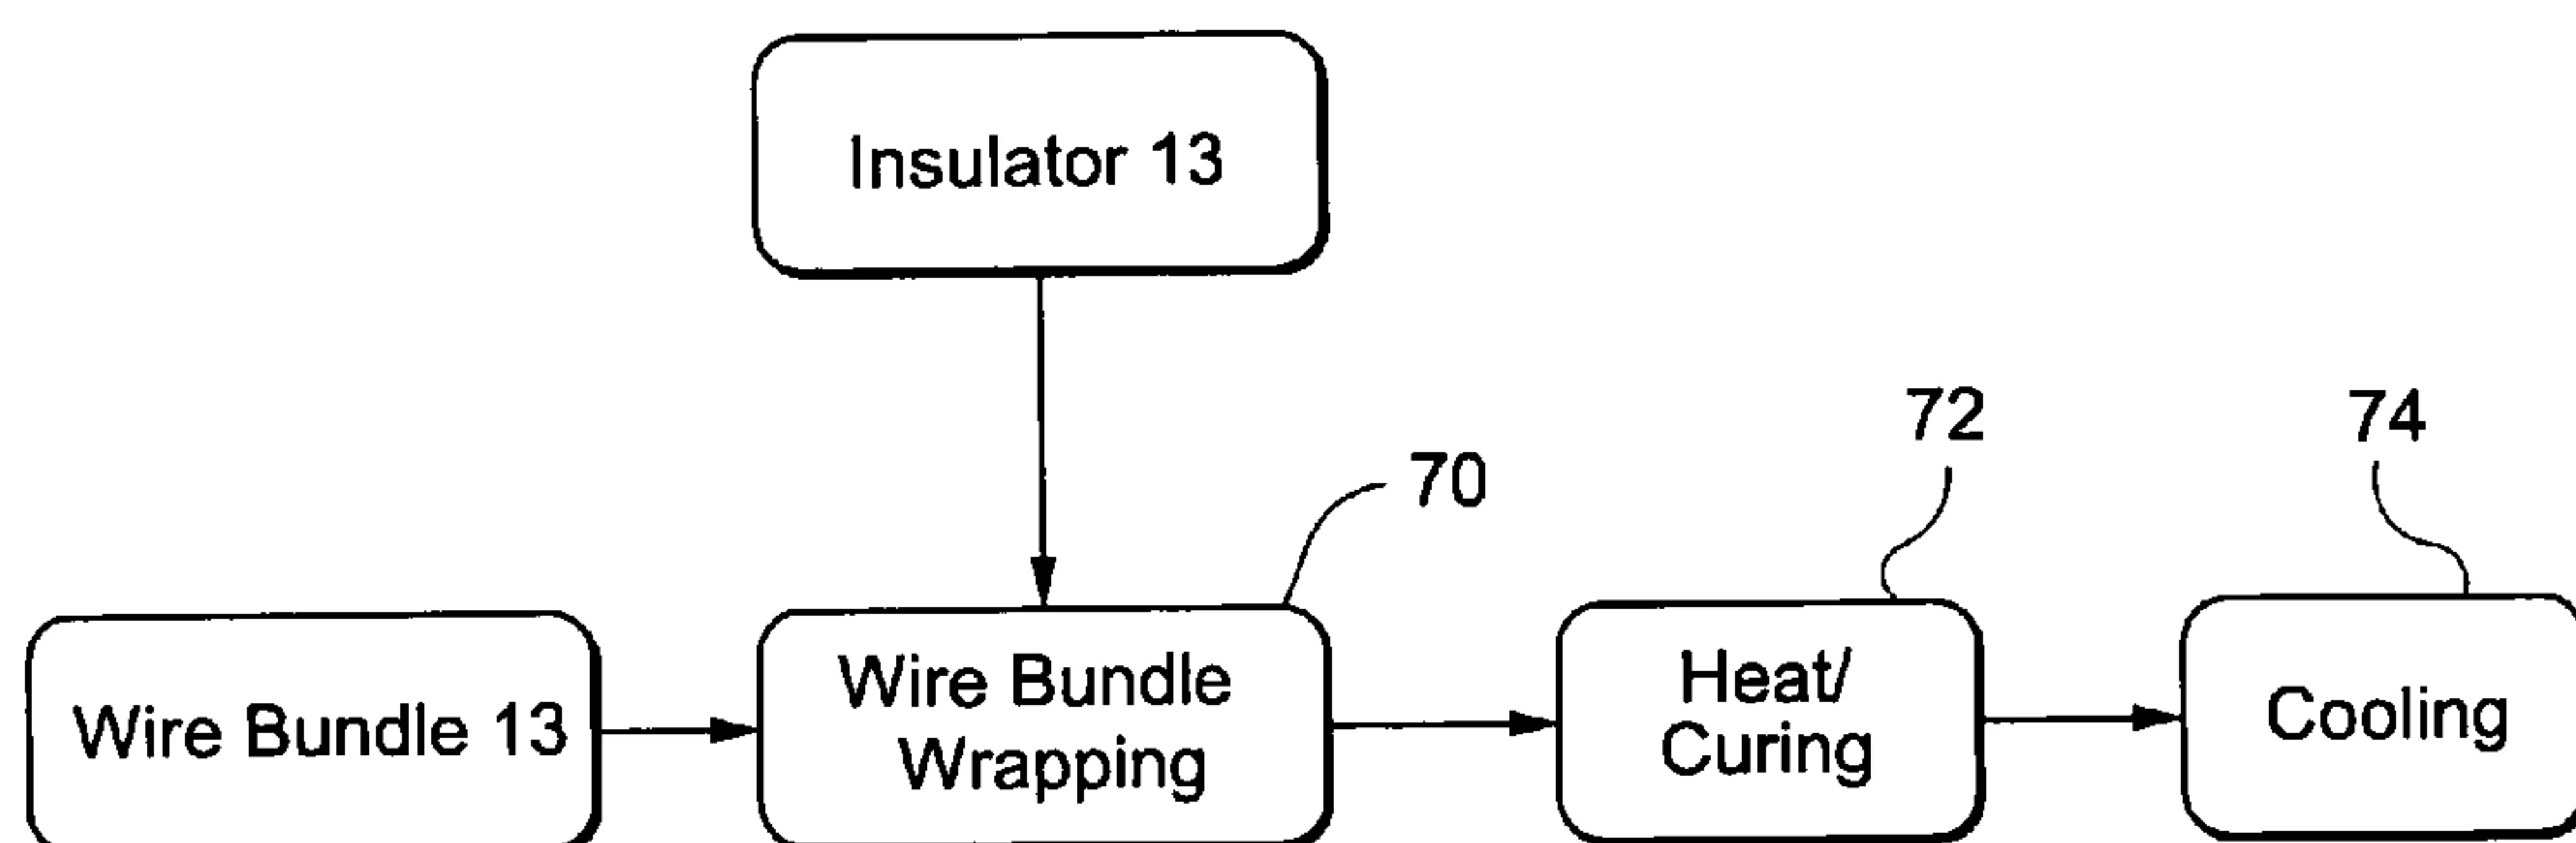 Insulator 13
72
74
70
Wire Bundle 13
Wire Bundle
Wrapping
Heat/
Curing
Cooling